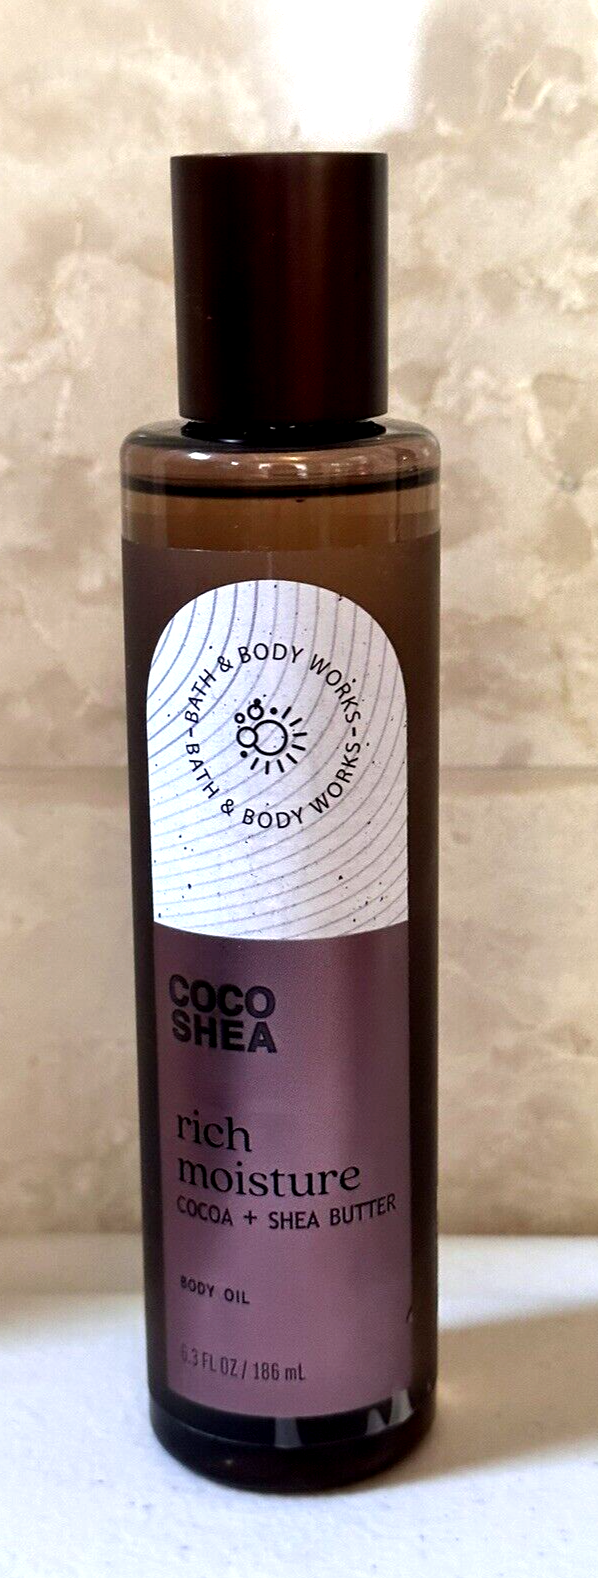 -BATH & BODY WORKS-
BATH & BODY WORKS
COCO
SHEA
rich
moisture
COCOA + SHEA BUTTER
BODY OIL
6.3 FL OZ / 186 mL